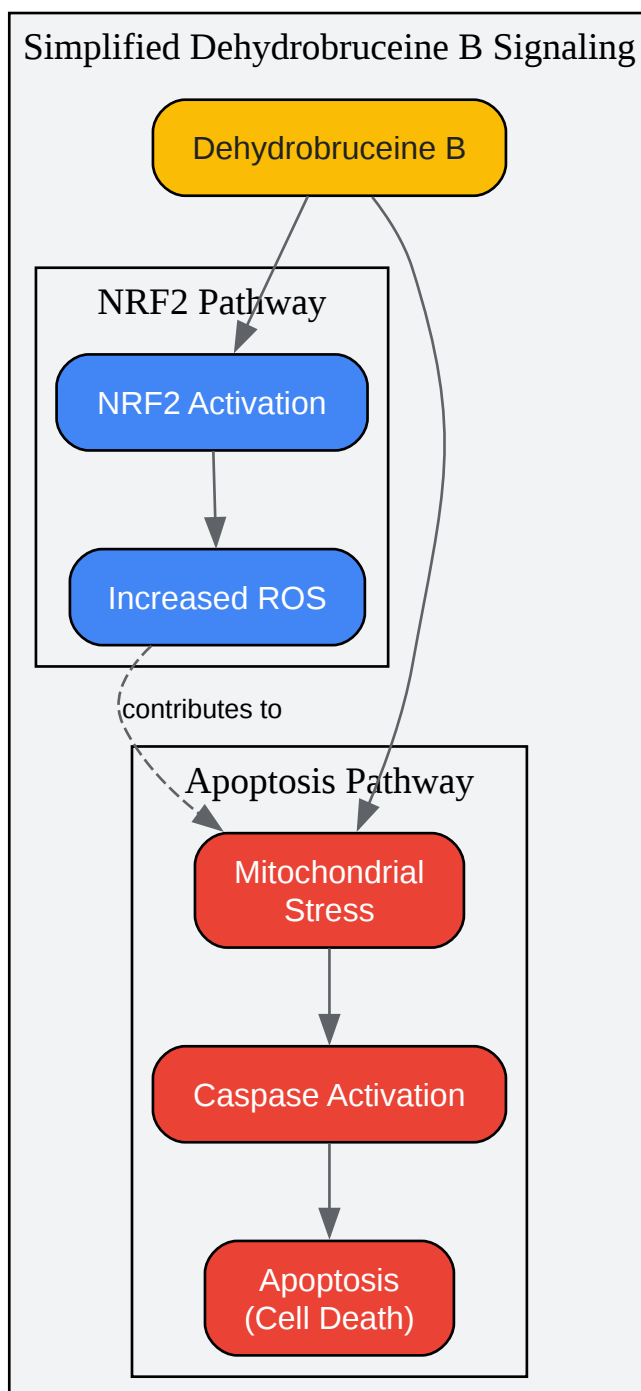 Simplified Dehydrobruceine B Signaling
Dehydrobruceine B
NRF2 Pathway
NRF2 Activation
Increased ROS
contributes to
Apoptosis Pathway
Mitochondrial
Stress
Caspase Activation
Apoptosis
(Cell Death)